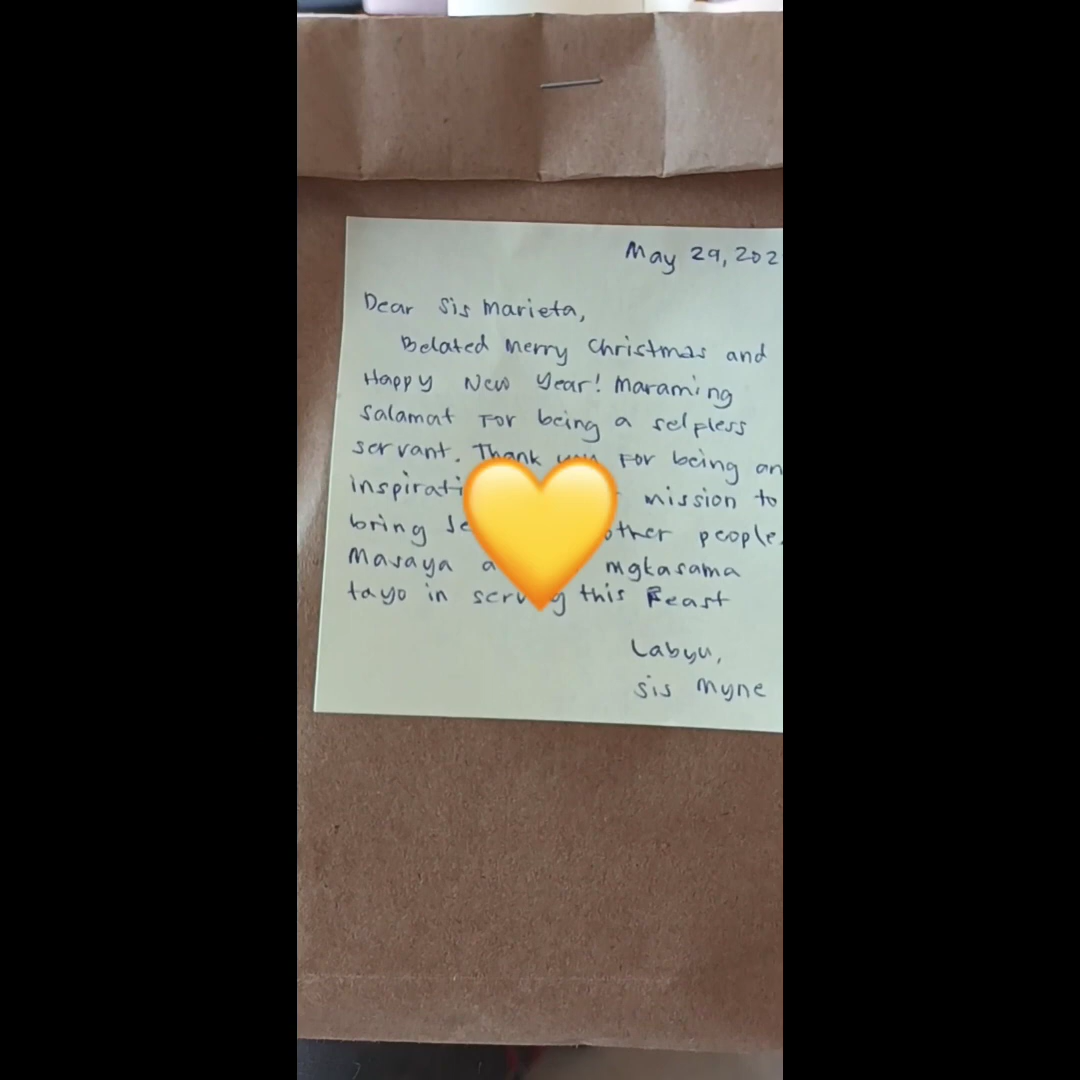 May 29, 202
Dear Sis Marieta,
Belated Merry Christmas and
Happy New Year! Maraming
salamat for being a selfless
servant. Thank you for being an
inspirati mission to
bring other people.
Masaya a mgkasama
tayo in serving this Feast
Labyu,
Sis Myne